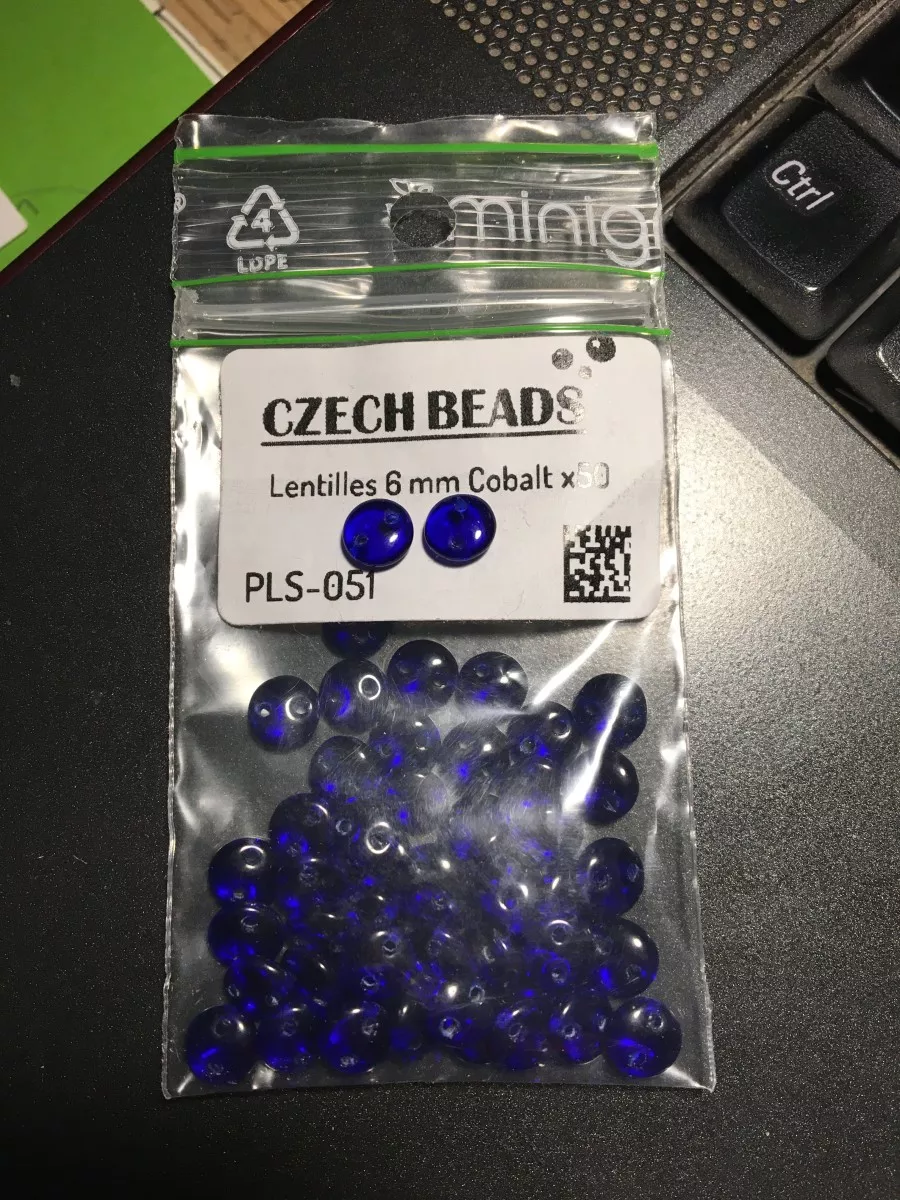 4
LDPE
minig
Ctrl
CZECH BEADS
Lentilles 6 mm Cobalt x50
PLS-051